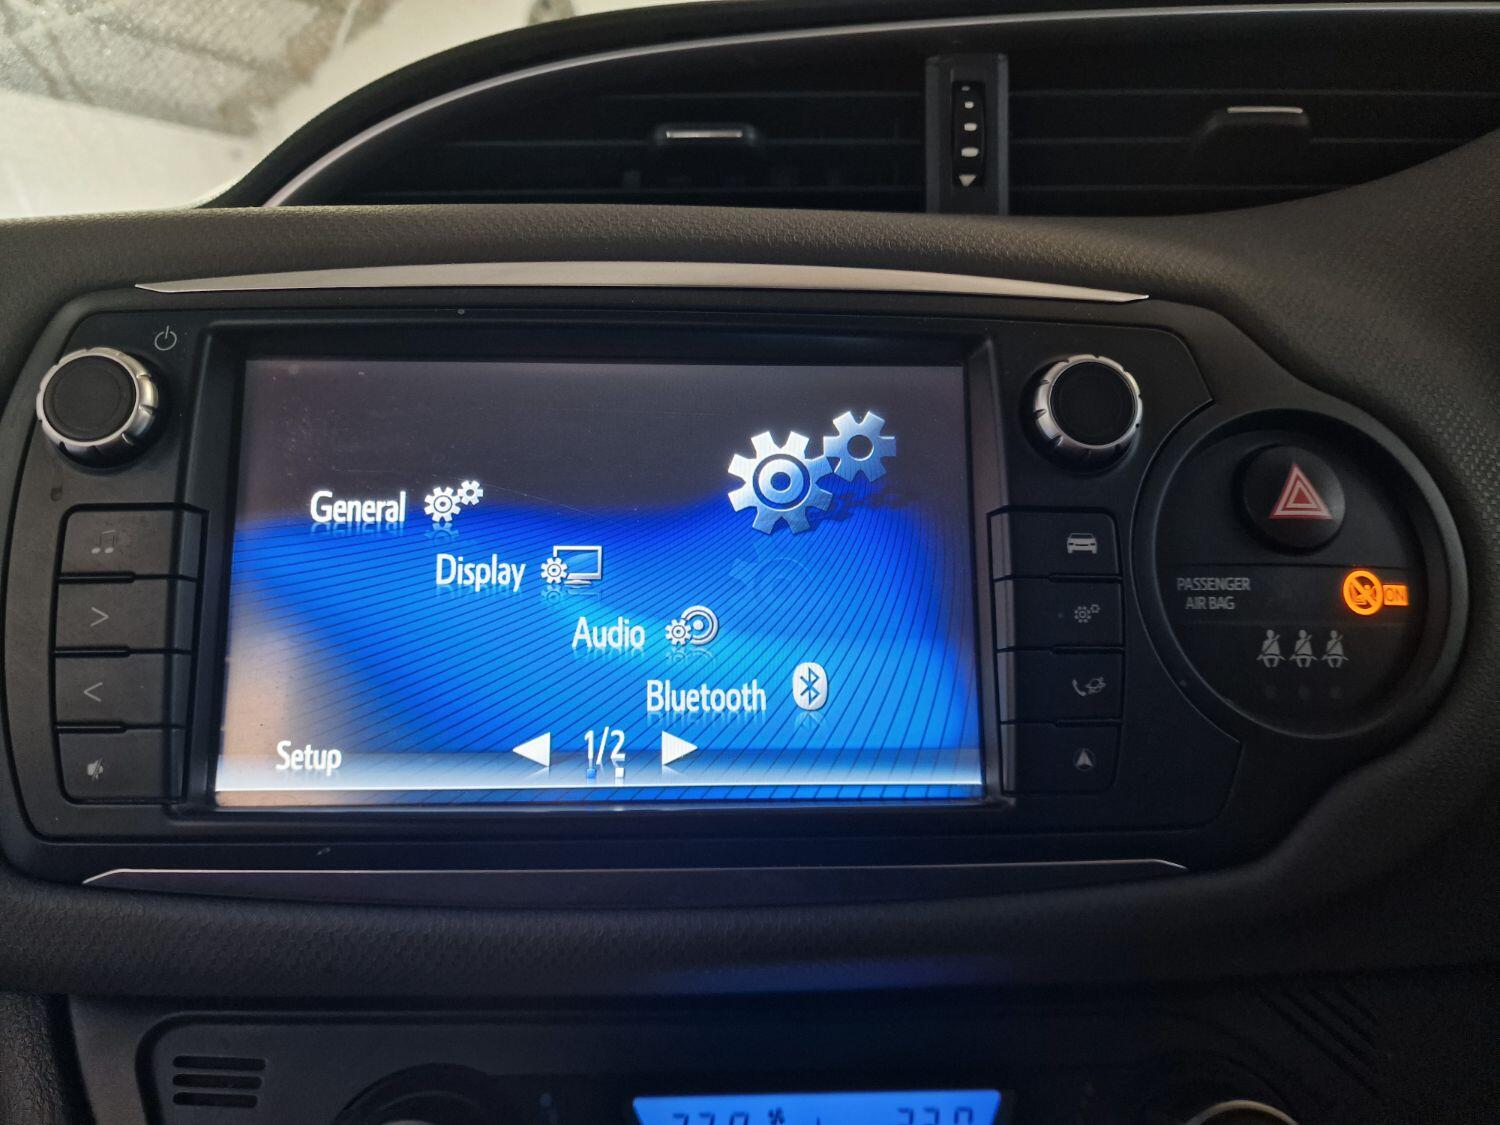 General
Display
Audio
Bluetooth
Setup
1/2
PASSENGER
AIR BAG
ON